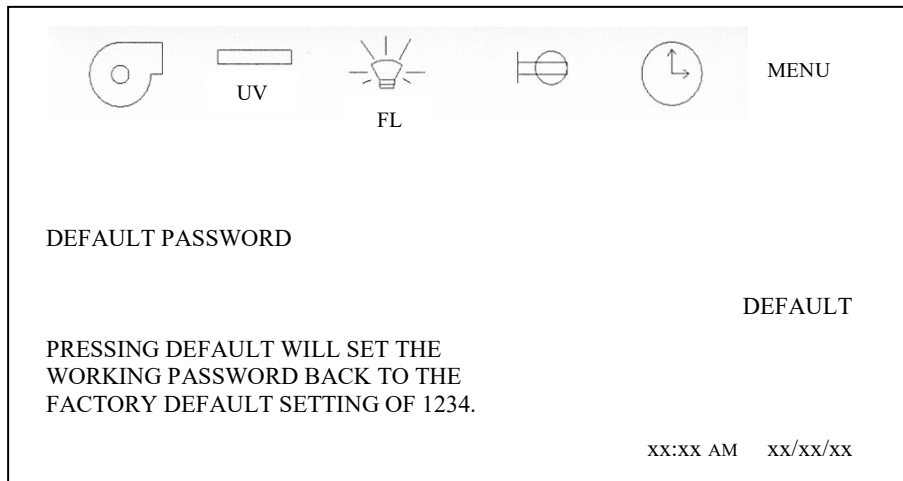 UV
FL
MENU
DEFAULT PASSWORD
DEFAULT
PRESSING DEFAULT WILL SET THE
WORKING PASSWORD BACK TO THE
FACTORY DEFAULT SETTING OF 1234.
xx:xx AM xx/xx/xx